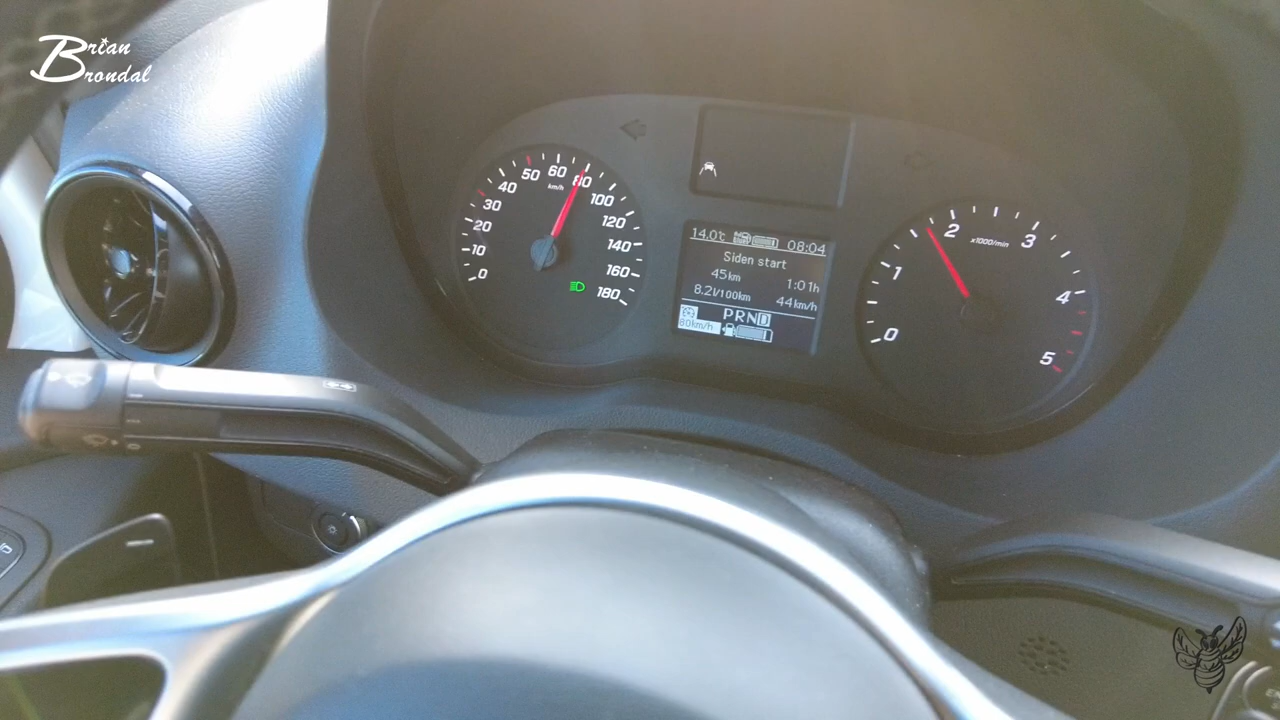 Brian
Brondal
0
10
20
30
40
50
60
80
100
120
140
160
180
km/h
14.0°c
08:04
Siden start
45km
1:01h
8.2l/100km
44km/h
PRND
80km/h
0
1
2
3
4
5
x1000/min